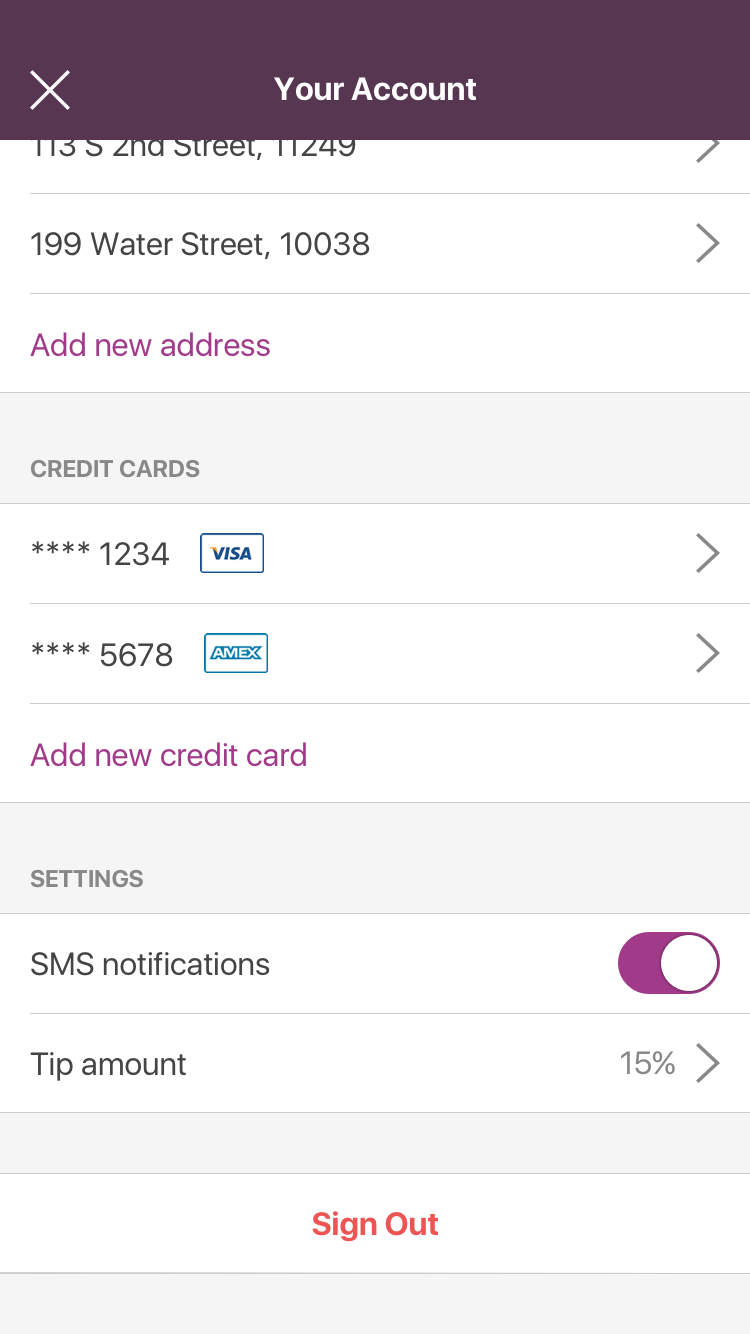 Your Account
113 S 2nd Street, 11249
199 Water Street, 10038
Add new address
CREDIT CARDS
**** 1234 VISA
**** 5678 AMEX
Add new credit card
SETTINGS
SMS notifications
Tip amount 15%
Sign Out